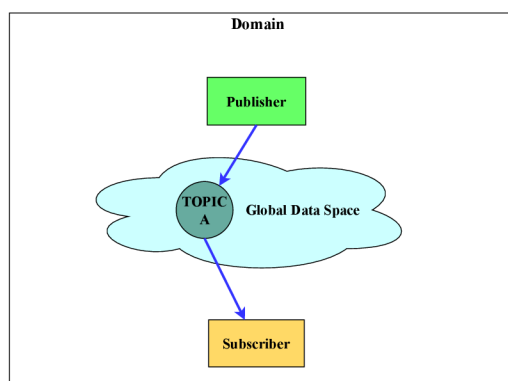 Domain
Publisher
TOPIC
A
Global Data Space
Subscriber